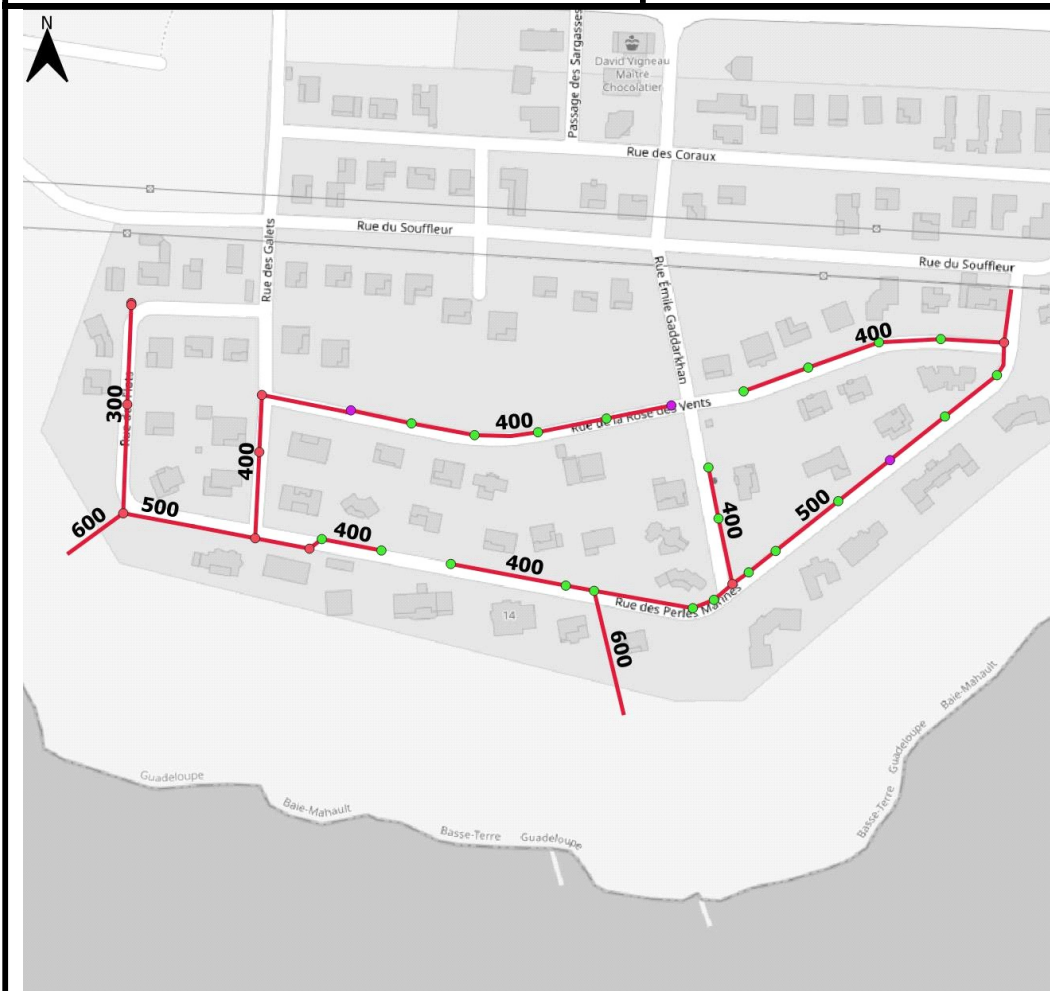 N
Passage des Sargasses
David Vigneau
Maître
Chocolatier
Rue des Coraux
Rue du Souffleur
Rue du Souffleur
Rue des Galets
Rue Émile Gaddarkhan
400
300
400
Rue de la Rose des Vents
400
600
500
400
400
400
500
Rue des Perles Marines
14
600
Baie-Mahault
Guadeloupe
Basse-Terre
Guadeloupe
Baie-Mahault
Basse-Terre
Guadeloupe